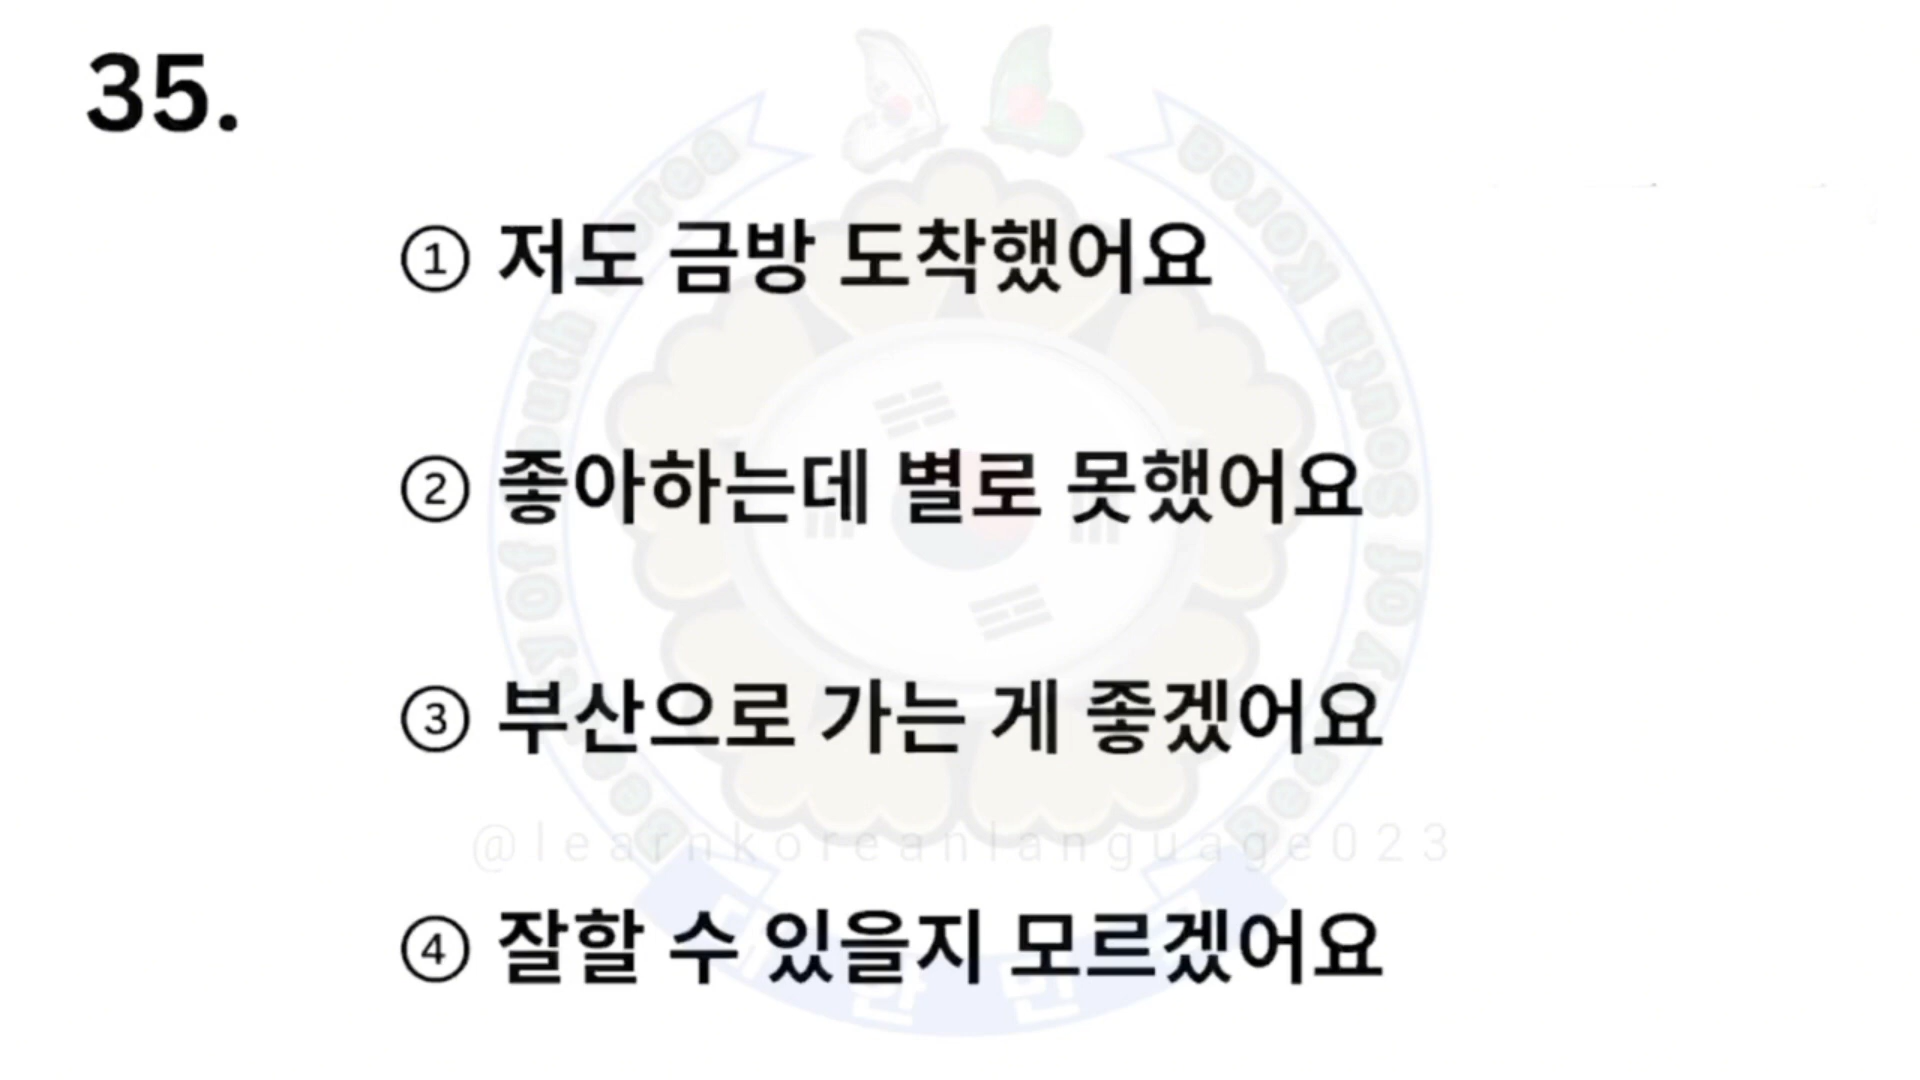 35.
① 저도 금방 도착했어요
② 좋아하는데 별로 못했어요
③ 부산으로 가는 게 좋겠어요
@learnkoreanlanguage023
④ 잘할 수 있을지 모르겠어요